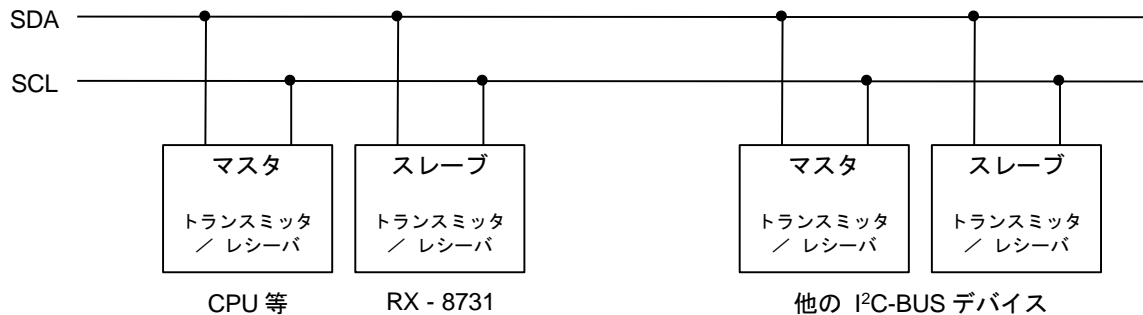 SDA
SCL
マスタ
トランスミッタ
／ レシーバ
スレーブ
トランスミッタ
／ レシーバ
マスタ
トランスミッタ
／ レシーバ
スレーブ
トランスミッタ
／ レシーバ
CPU 等
RX - 8731
他の I²C-BUS デバイス